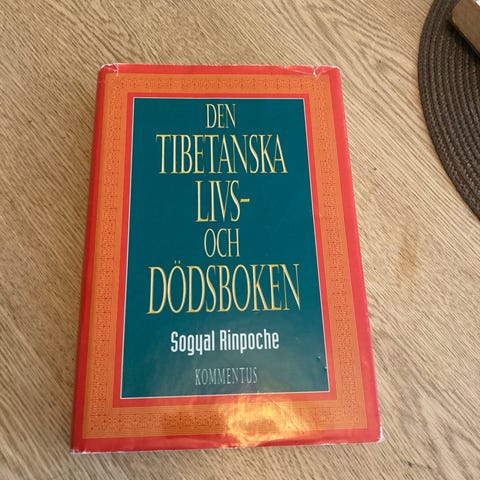 DEN
TIBETANSKA
LIVS-
OCH
DÖDSBOKEN
Sogyal Rinpoche
KOMMENTUS